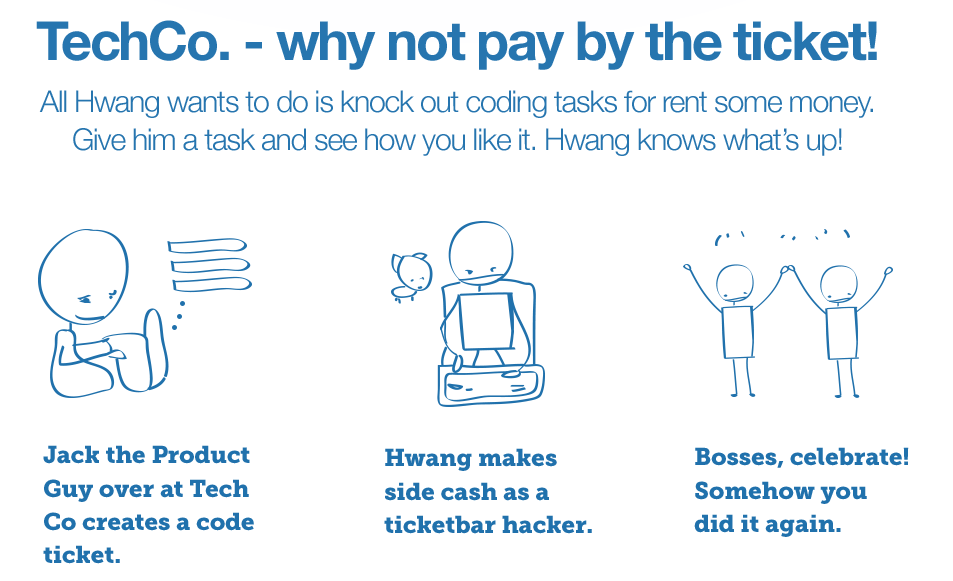 TechCo. - why not pay by the ticket!
All Hwang wants to do is knock out coding tasks for rent some money.
Give him a task and see how you like it. Hwang knows what's up!
Jack the Product
Guy over at Tech
Co creates a code
ticket.
Hwang makes
side cash as a
ticketbar hacker.
Bosses, celebrate!
Somehow you
did it again.